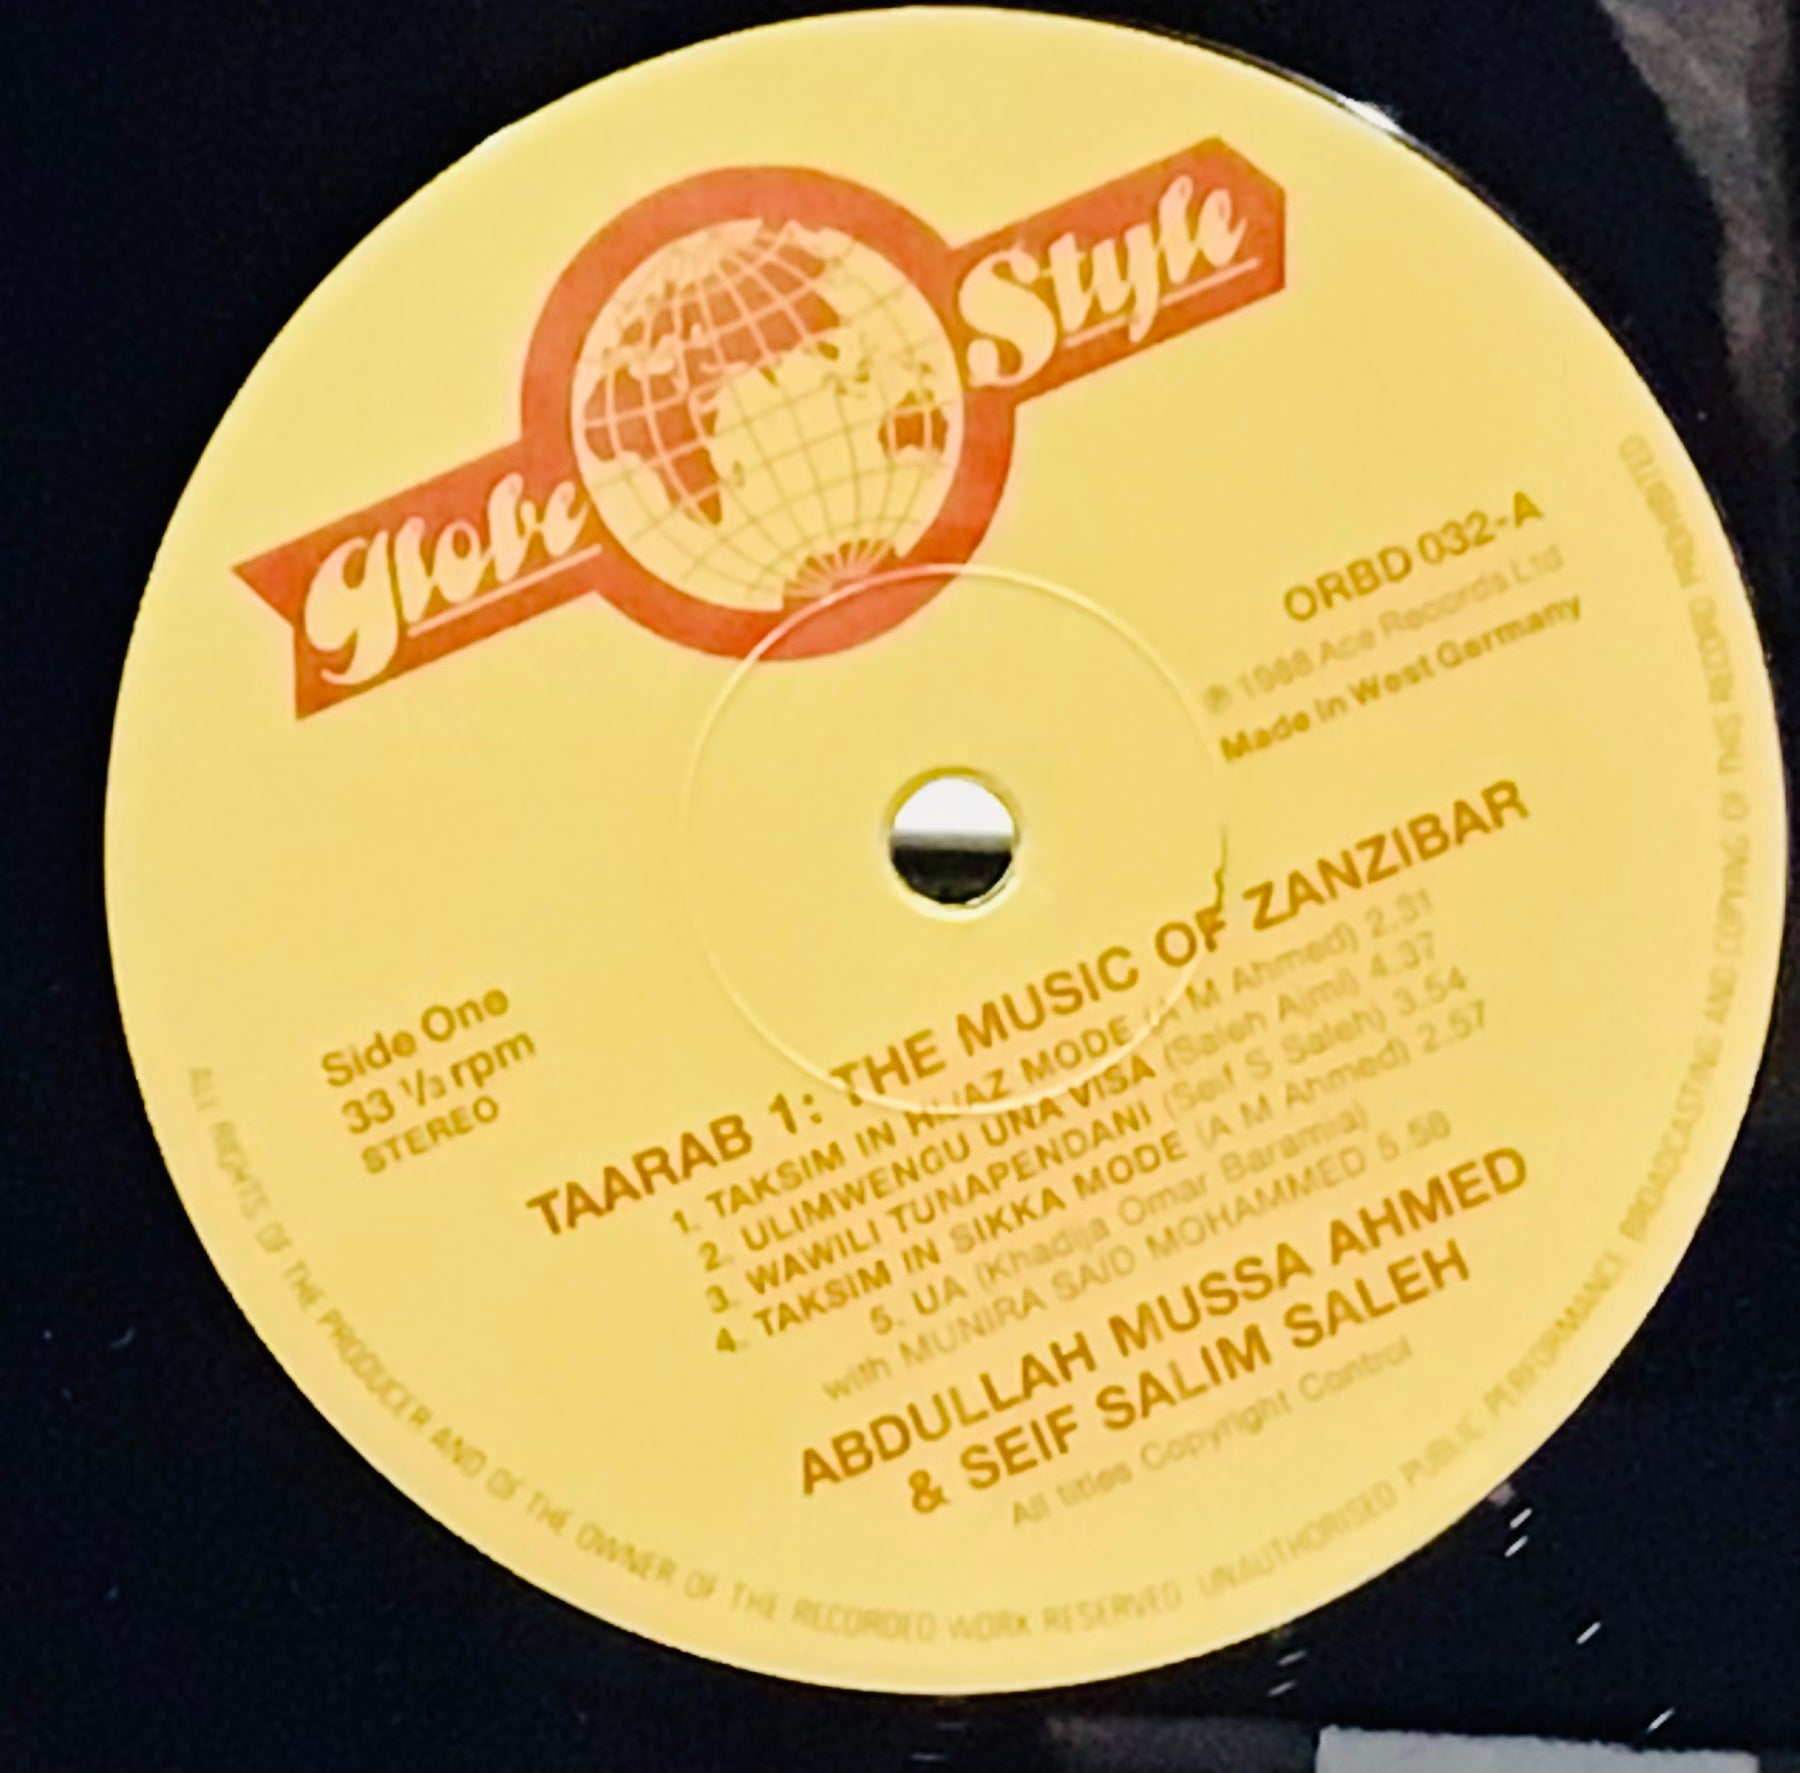 Globe Style
ORBD 032-A
℗ 1988 Ace Records Ltd
Made in West Germany
Side One
33 1/3 rpm
STEREO
TAARAB 1: THE MUSIC OF ZANZIBAR
1. TAKSIM IN HIJAZ MODE (A M Ahmed) 2.31
2. ULIMWENGU UNA VISA (Saleh Ajmi) 4.37
3. WAWILI TUNAPENDANI (Seif S Saleh) 3.54
4. TAKSIM IN SIKKA MODE (A M Ahmed) 2.57
5. UA (Khadija Omar Baramia)
with MUNIRA SAID MOHAMMED 5.58
ABDULLAH MUSSA AHMED
& SEIF SALIM SALEH
All titles Copyright Control
ALL RIGHTS OF THE PRODUCER AND OF THE OWNER OF THE RECORDED WORK RESERVED UNAUTHORISED PUBLIC PERFORMANCE BROADCASTING AND COPYING OF THIS RECORD PROHIBITED